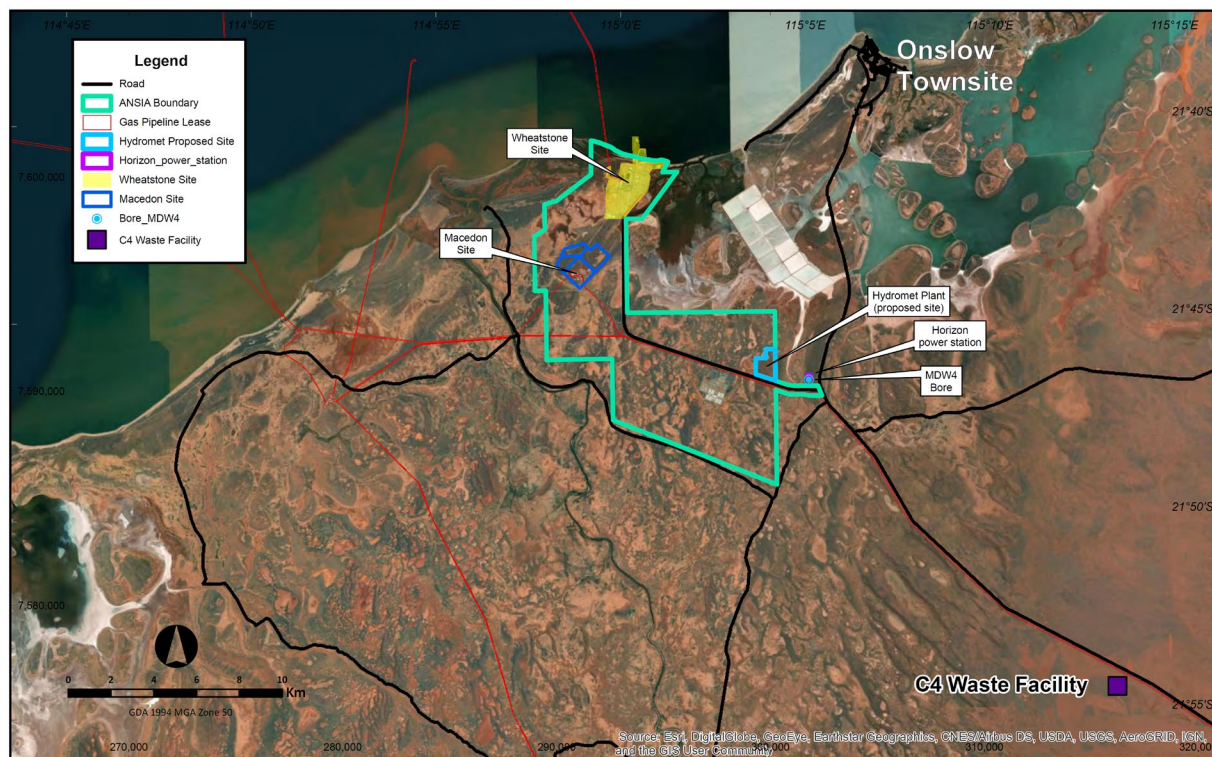 114°45'E
114°50'E
114°55'E
115°0'E
115°5'E
115°10'E
115°15'E
Legend
Road
ANSIA Boundary
Gas Pipeline Lease
Hydromet Proposed Site
Horizon_power_station
Wheatstone Site
Macedon Site
Bore_MDW4
C4 Waste Facility
Onslow
Townsite
21°40'S
Wheatstone
Site
7,600,000
Macedon
Site
Hydromet Plant
(proposed site)
21°45'S
Horizon
power station
MDW4
Bore
7,590,000
21°50'S
7,580,000
0 2 4 6 8 10
Km
GDA 1994 MGA Zone 50
C4 Waste Facility
21°55'S
Source: Esri, DigitalGlobe, GeoEye, Earthstar Geographics, CNES/Airbus DS, USDA, USGS, AeroGRID, IGN,
and the GIS User Community
270,000
280,000
290,000
300,000
310,000
320,0